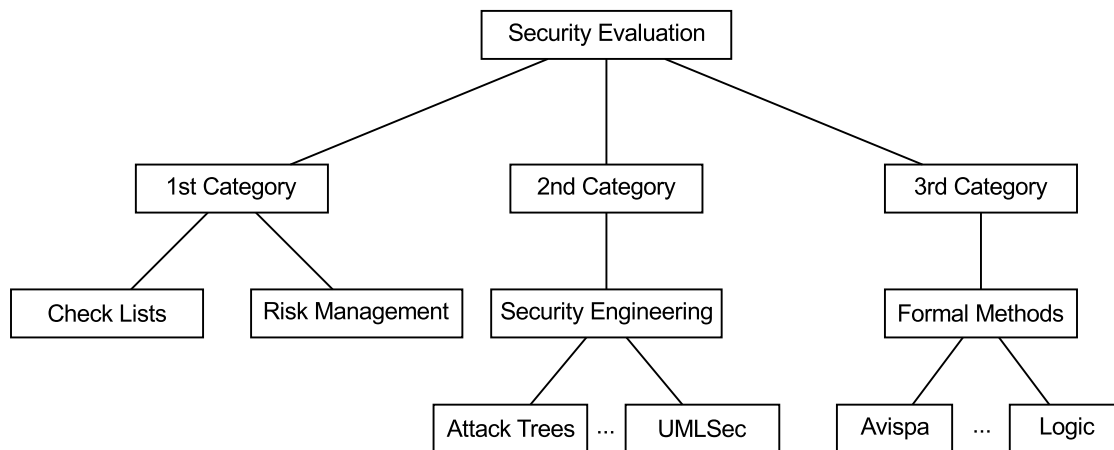 Security Evaluation
1st Category
2nd Category
3rd Category
Check Lists
Risk Management
Security Engineering
Formal Methods
Attack Trees
...
UMLSec
Avispa
...
Logic